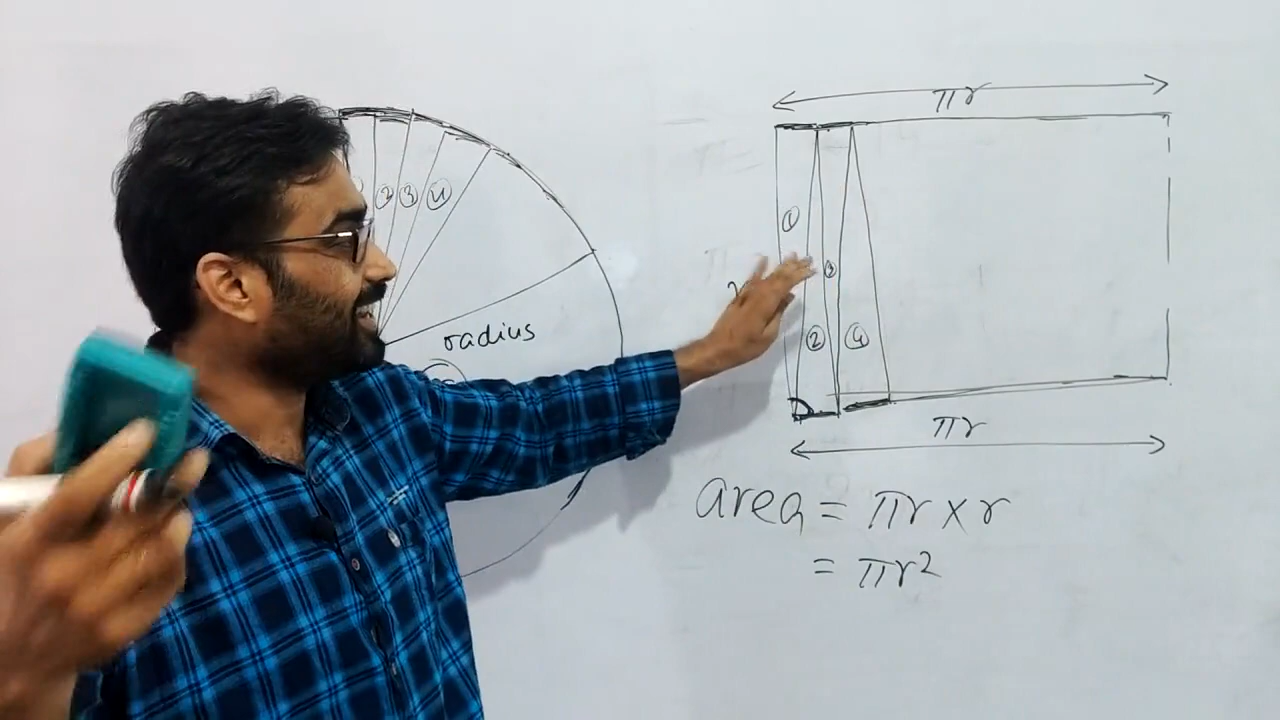 2 3 4
radius
πr
1
3
2 4
πr
area = πr x r
= πr²